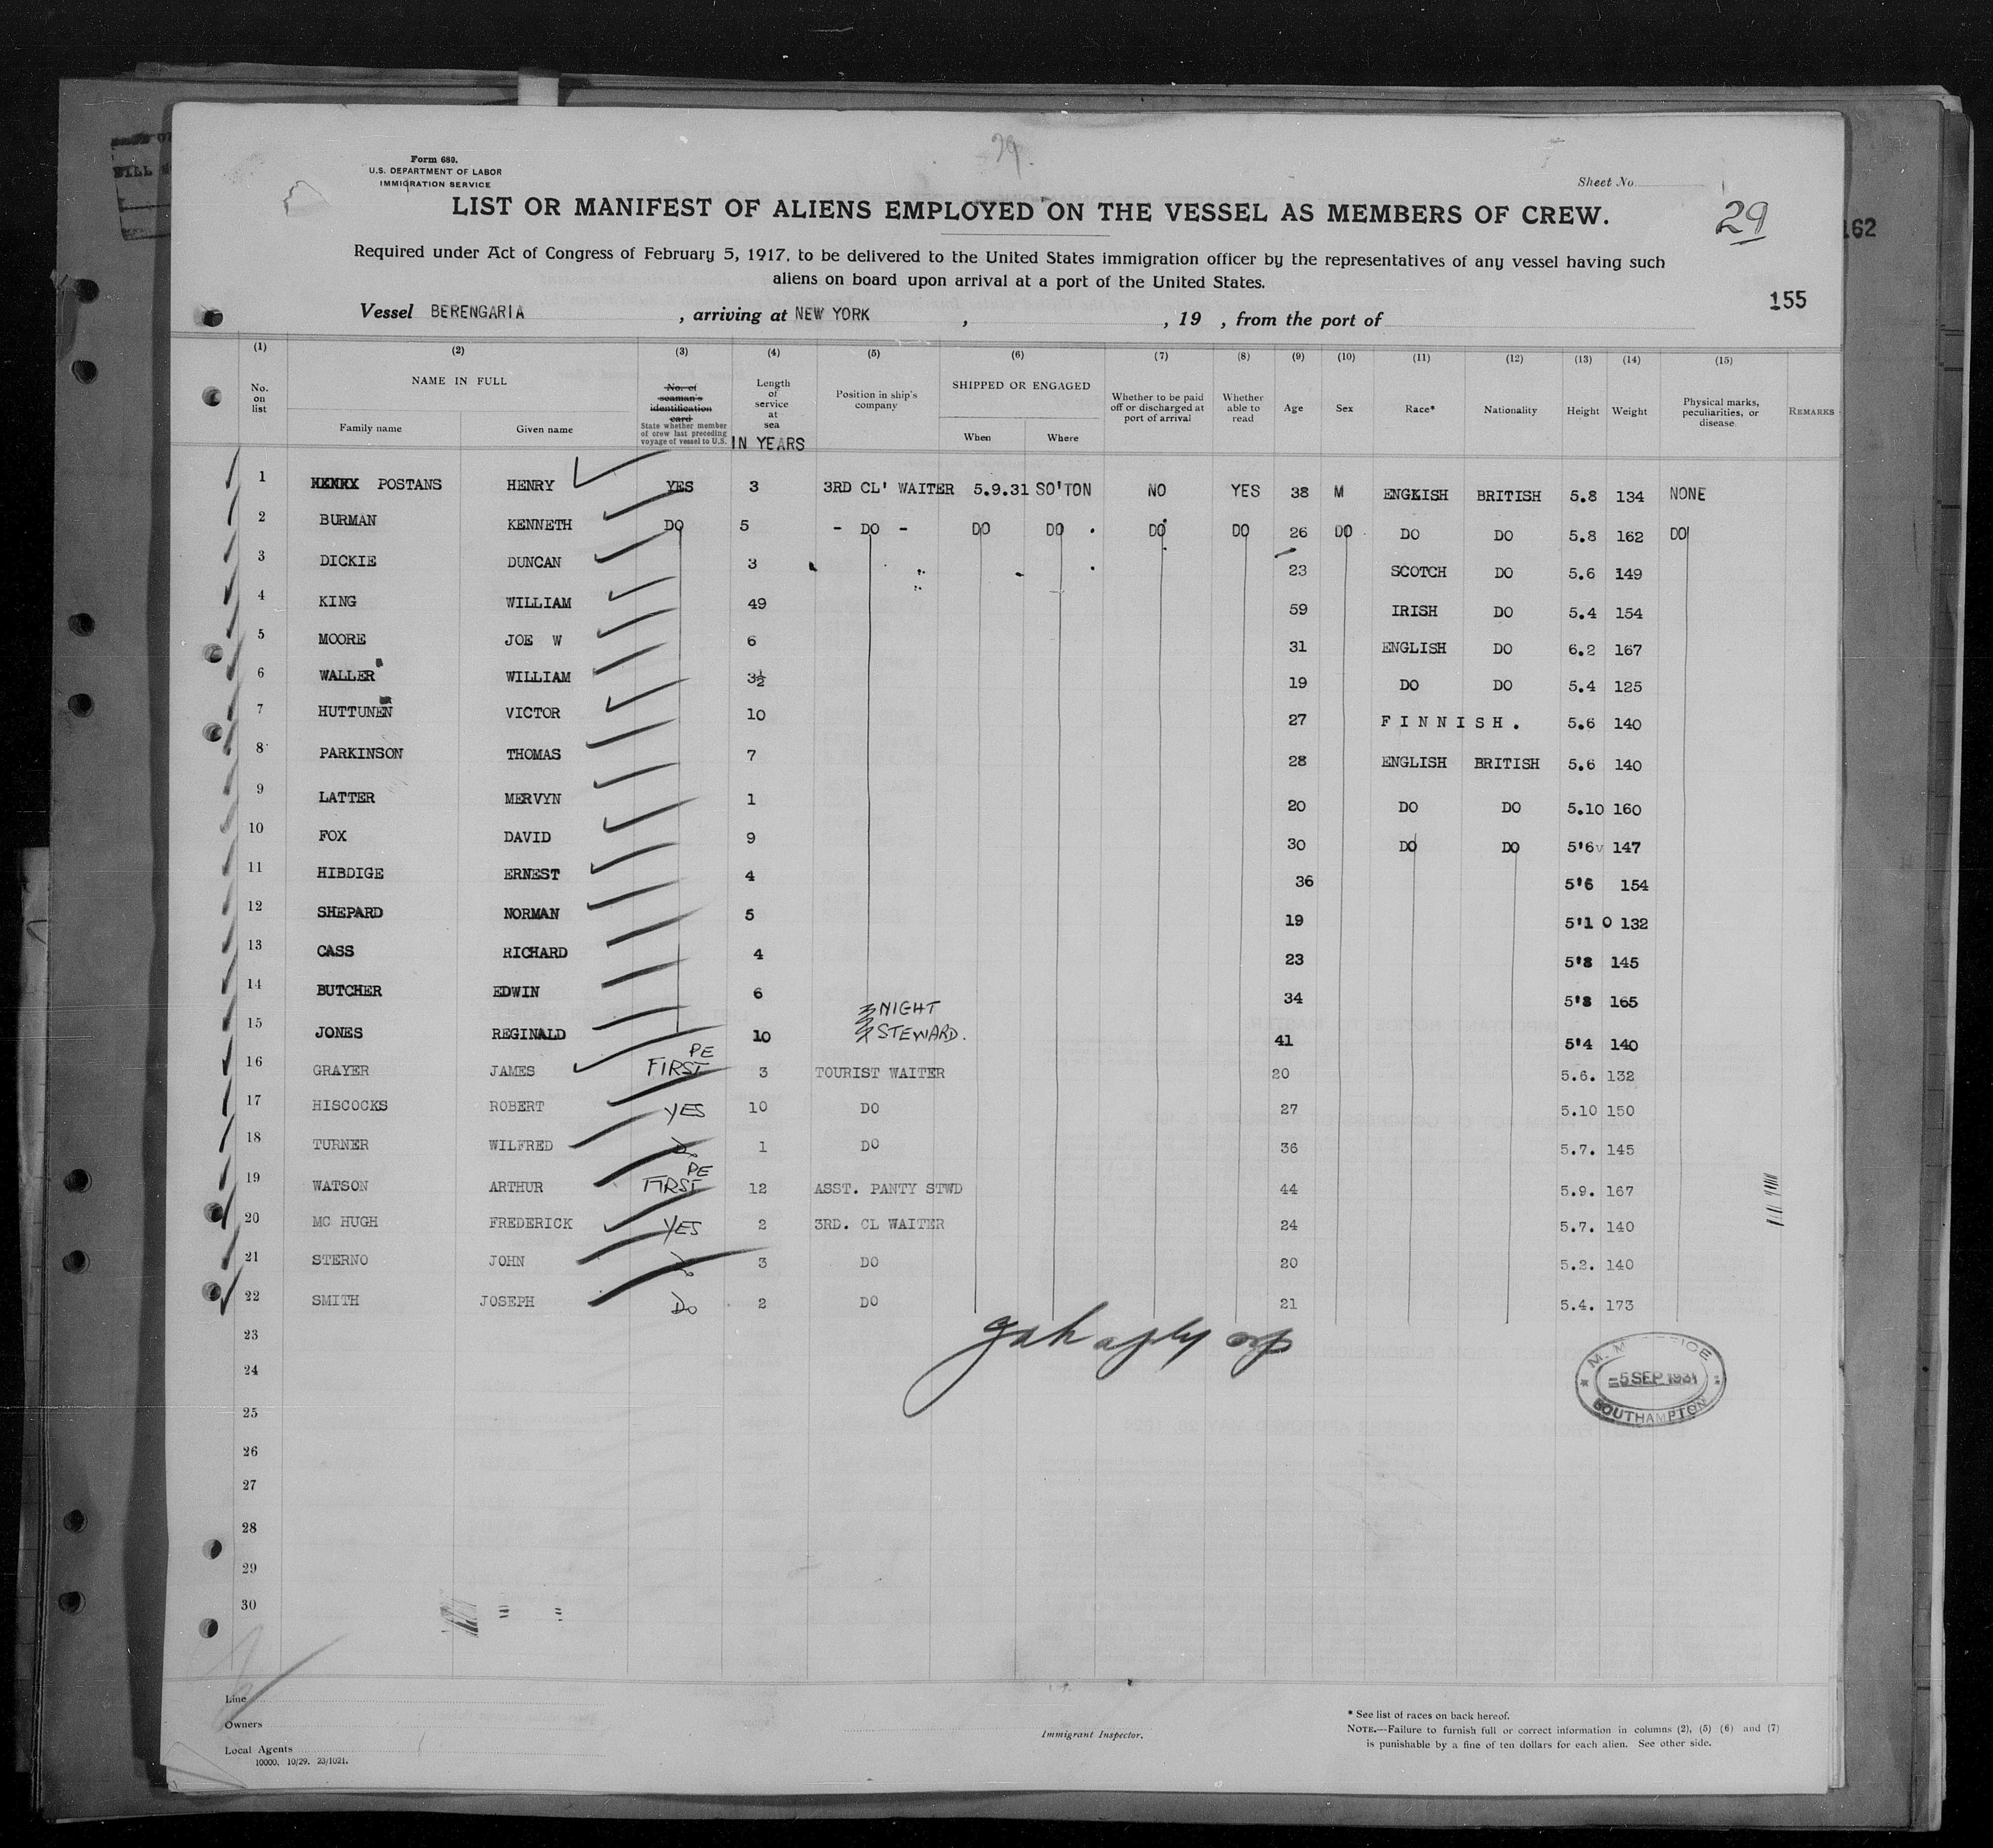 29.
Form 680.
U.S. DEPARTMENT OF LABOR
IMMIGRATION SERVICE
Sheet No.
LIST OR MANIFEST OF ALIENS EMPLOYED ON THE VESSEL AS MEMBERS OF CREW.
29
162
Required under Act of Congress of February 5, 1917, to be delivered to the United States immigration officer by the representatives of any vessel having such
aliens on board upon arrival at a port of the United States.
155
Vessel BERENGARIA , arriving at NEW YORK , , 19 , from the port of
(1) (2) (3) (4) (5) (6) (7) (8) (9) (10) (11) (12) (13) (14) (15)
No. on list NAME IN FULL Family name Given name No. of seaman's identification card State whether member of crew last preceding voyage of vessel to U.S. Length of service at sea IN YEARS Position in ship's company SHIPPED OR ENGAGED When Where Whether to be paid off or discharged at port of arrival Whether able to read Age Sex Race* Nationality Height Weight Physical marks, peculiarities, or disease REMARKS
1 HENRY POSTANS HENRY YES 3 3RD CL' WAITER 5.9.31 SO'TON NO YES 38 M ENGKISH BRITISH 5.8 134 NONE
2 BURMAN KENNETH DO 5 - DO - DO DO DO DO 26 DO DO DO 5.8 162 DO
3 DICKIE DUNCAN 3 23 SCOTCH DO 5.6 149
4 KING WILLIAM 49 59 IRISH DO 5.4 154
5 MOORE JOE W 6 31 ENGLISH DO 6.2 167
6 WALLER WILLIAM 3½ 19 DO DO 5.4 125
7 HUTTUNEN VICTOR 10 27 FINNISH. 5.6 140
8 PARKINSON THOMAS 7 28 ENGLISH BRITISH 5.6 140
9 LATTER MERVYN 1 20 DO DO 5.10 160
10 FOX DAVID 9 30 DO DO 5'6 147
11 HIBDIGE ERNEST 4 36 5'6 154
12 SHEPARD NORMAN 5 19 5'1 0 132
13 CASS RICHARD 4 23 5'8 145
14 BUTCHER EDWIN 6 34 5'8 165
15 JONES REGINALD 10 NIGHT STEWARD. 41 5'4 140
16 GRAYER JAMES PE FIRST 3 TOURIST WAITER 20 5.6. 132
17 HISCOCKS ROBERT YES 10 DO 27 5.10 150
18 TURNER WILFRED Do 1 DO 36 5.7. 145
19 WATSON ARTHUR PE FIRST 12 ASST. PANTY STWD 44 5.9. 167
20 MC HUGH FREDERICK YES 2 3RD. CL WAITER 24 5.7. 140
21 STERNO JOHN Do 3 DO 20 5.2. 140
22 SMITH JOSEPH Do 2 DO 21 5.4. 173
23
24
25
26
27
28
29
30
5 SEP 1931
SOUTHAMPTON
Line
Owners
Local Agents
10000. 10/29. 23/1021.
Immigrant Inspector.
* See list of races on back hereof.
NOTE.—Failure to furnish full or correct information in columns (2), (5) (6) and (7)
is punishable by a fine of ten dollars for each alien. See other side.